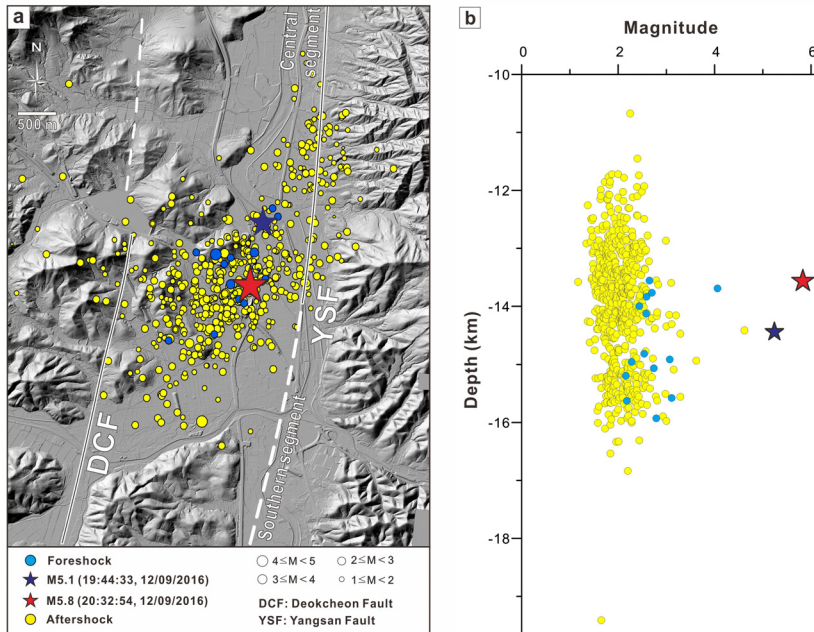 a
N
500 m
Central
segment
YSF
DCF
Southern segment
Foreshock
M5.1 (19:44:33, 12/09/2016)
M5.8 (20:32:54, 12/09/2016)
Aftershock
4≤M<5
2≤M<3
3≤M<4
1≤M<2
DCF: Deokcheon Fault
YSF: Yangsan Fault
b
Magnitude
0
2
4
6
Depth (km)
-10
-12
-14
-16
-18